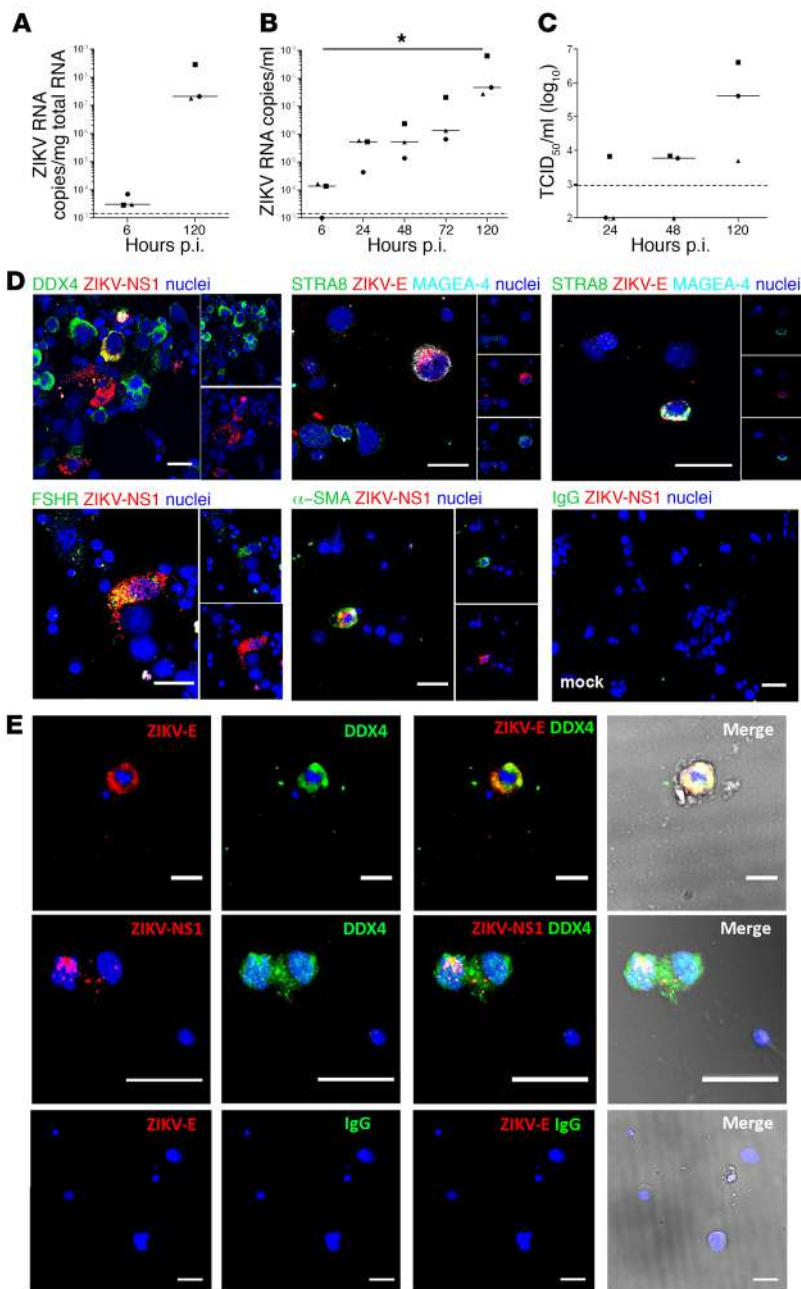 A
B
C
ZIKV RNA
copies/mg total RNA
6
120
Hours p.i.
ZIKV RNA copies/ml
*
6
24
48
72
120
Hours p.i.
TCID50/ml (log10)
7
6
5
4
3
2
24
48
120
Hours p.i.
D
DDX4 ZIKV-NS1 nuclei
STRA8 ZIKV-E MAGEA-4 nuclei
STRA8 ZIKV-E MAGEA-4 nuclei
FSHR ZIKV-NS1 nuclei
α-SMA ZIKV-NS1 nuclei
IgG ZIKV-NS1 nuclei
mock
E
ZIKV-E
DDX4
ZIKV-E DDX4
Merge
ZIKV-NS1
DDX4
ZIKV-NS1 DDX4
Merge
ZIKV-E
IgG
ZIKV-E IgG
Merge